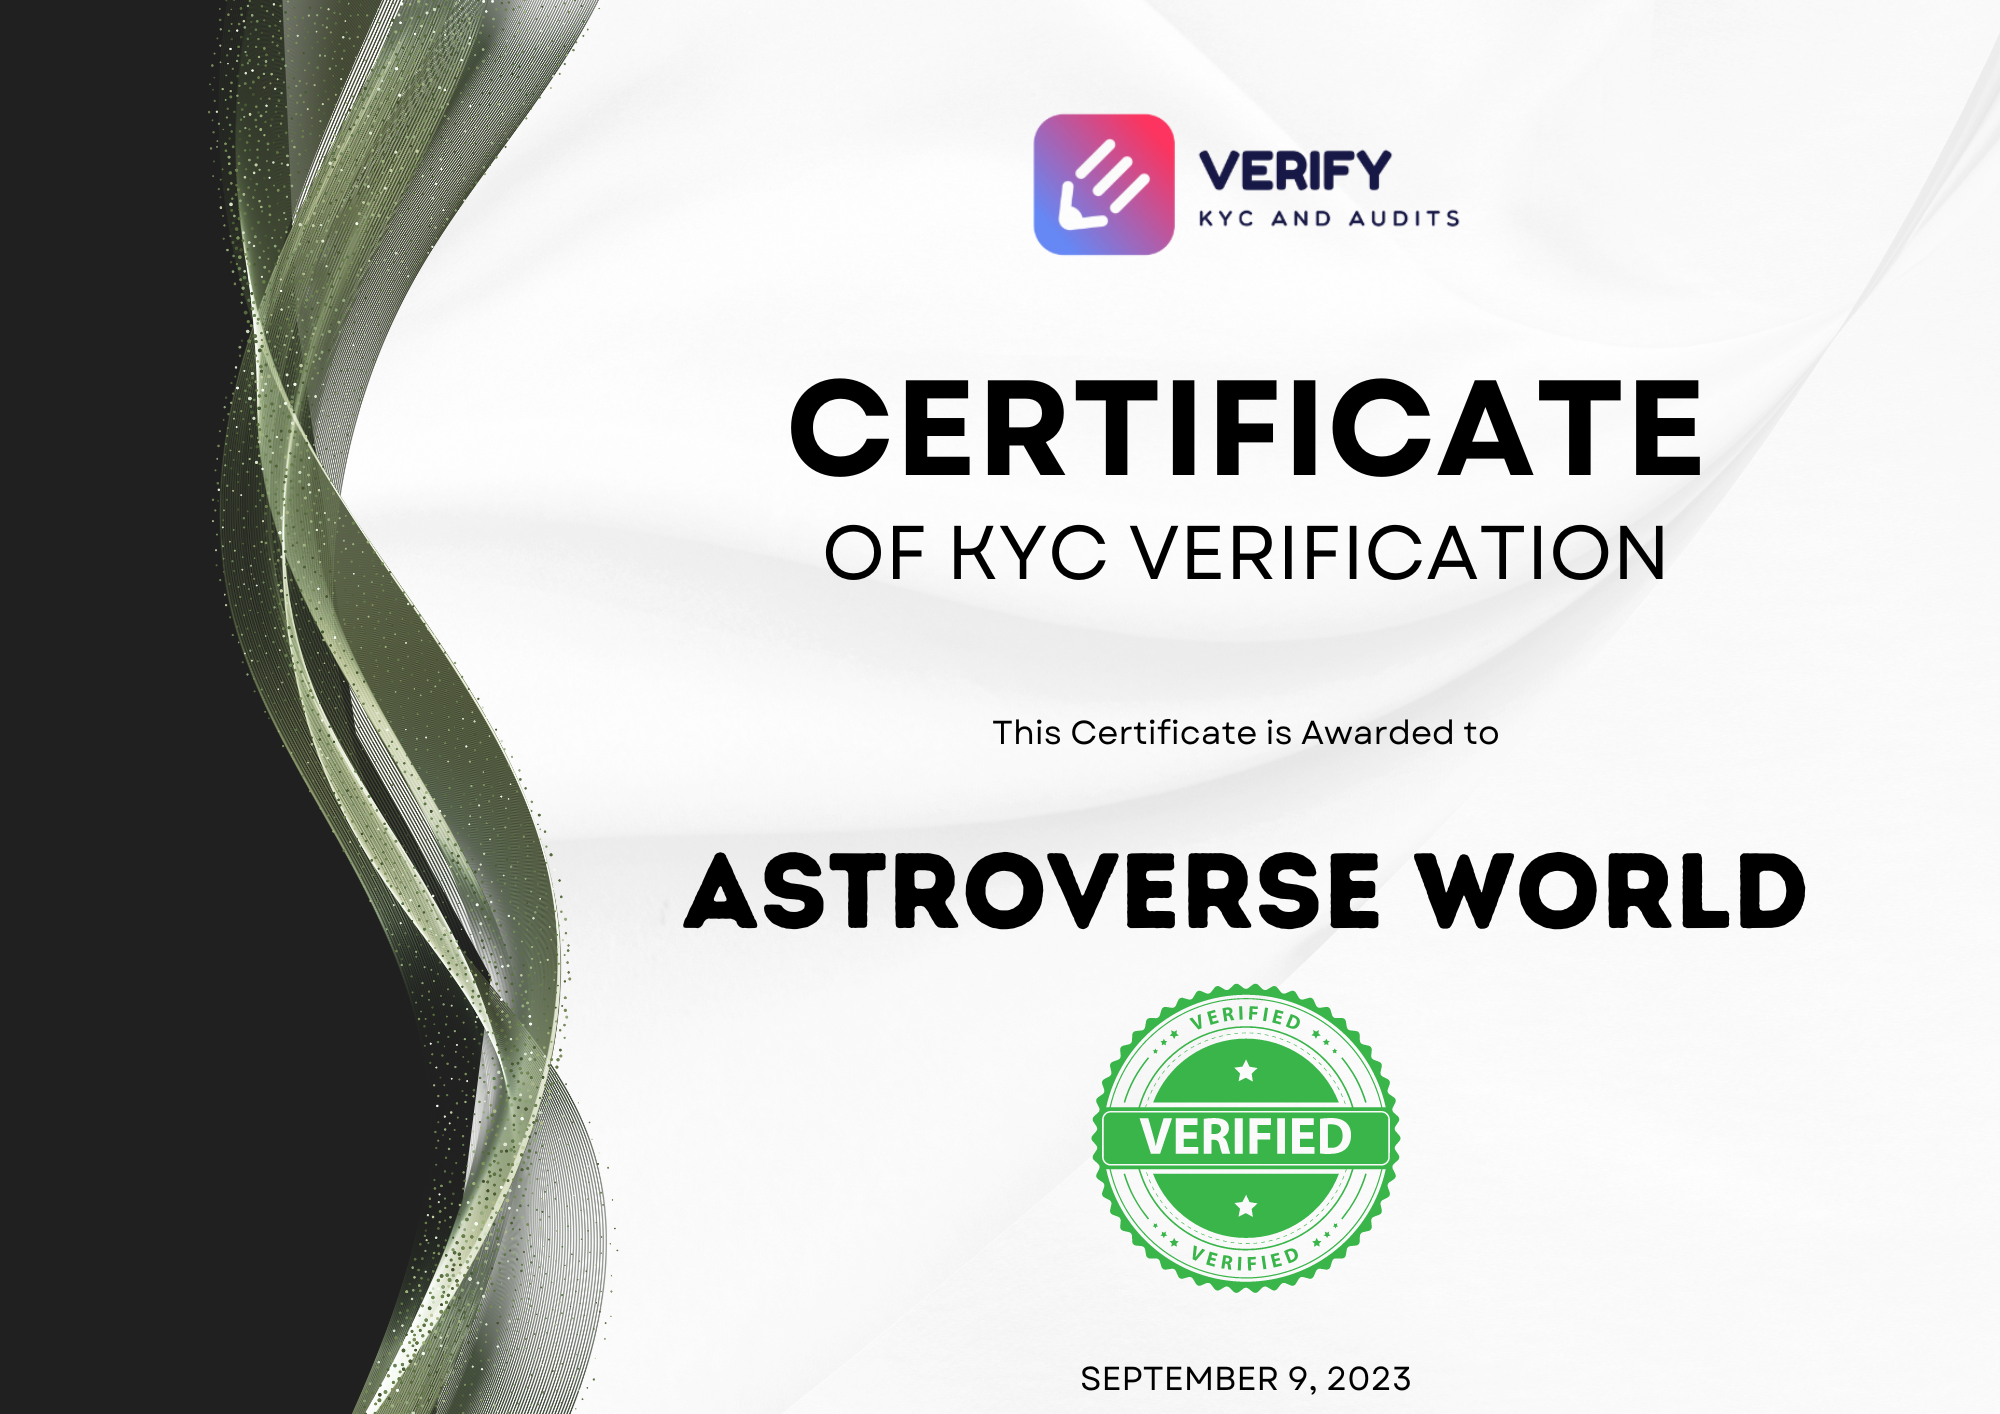 VERIFY
KYC AND AUDITS
CERTIFICATE
OF KYC VERIFICATION
This Certificate is Awarded to
ASTROVERSE WORLD
VERIFIED
VERIFIED
VERIFIED
SEPTEMBER 9, 2023